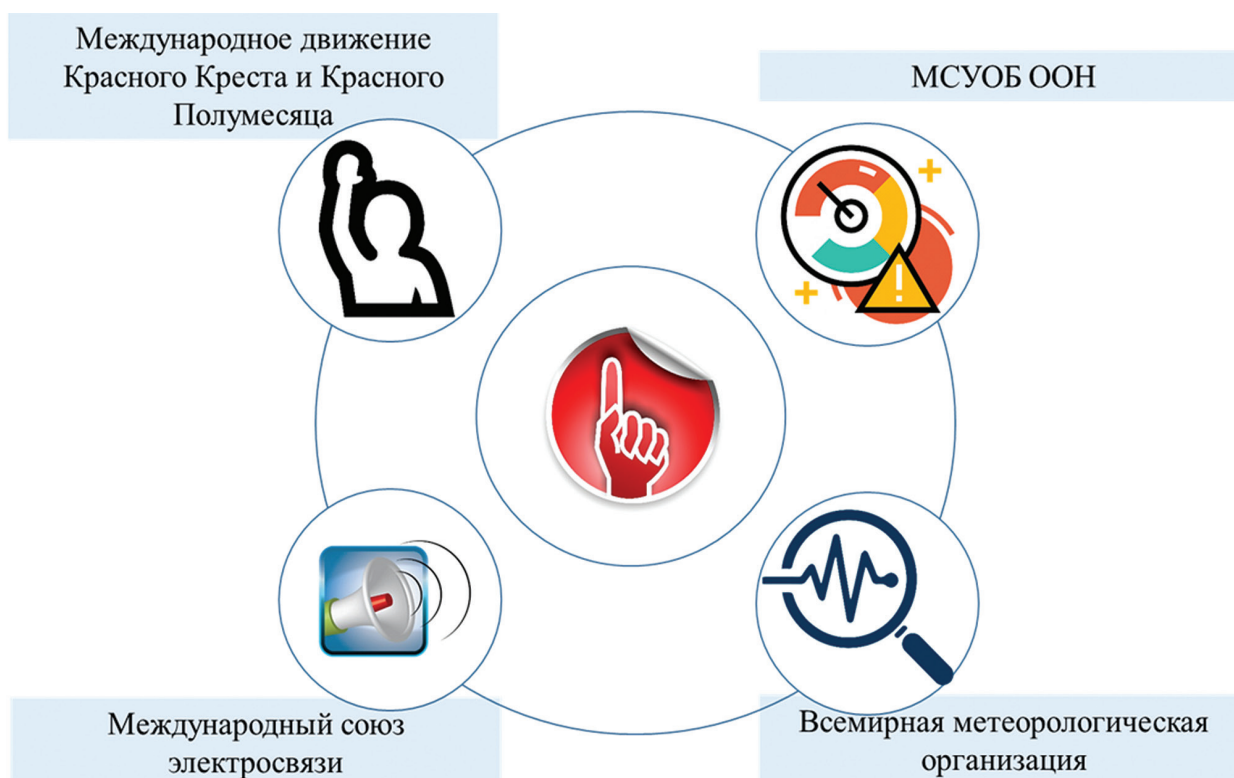 Международное движение
Красного Креста и Красного
Полумесяца
МСУОБ ООН
Международный союз
электросвязи
Всемирная метеорологическая
организация